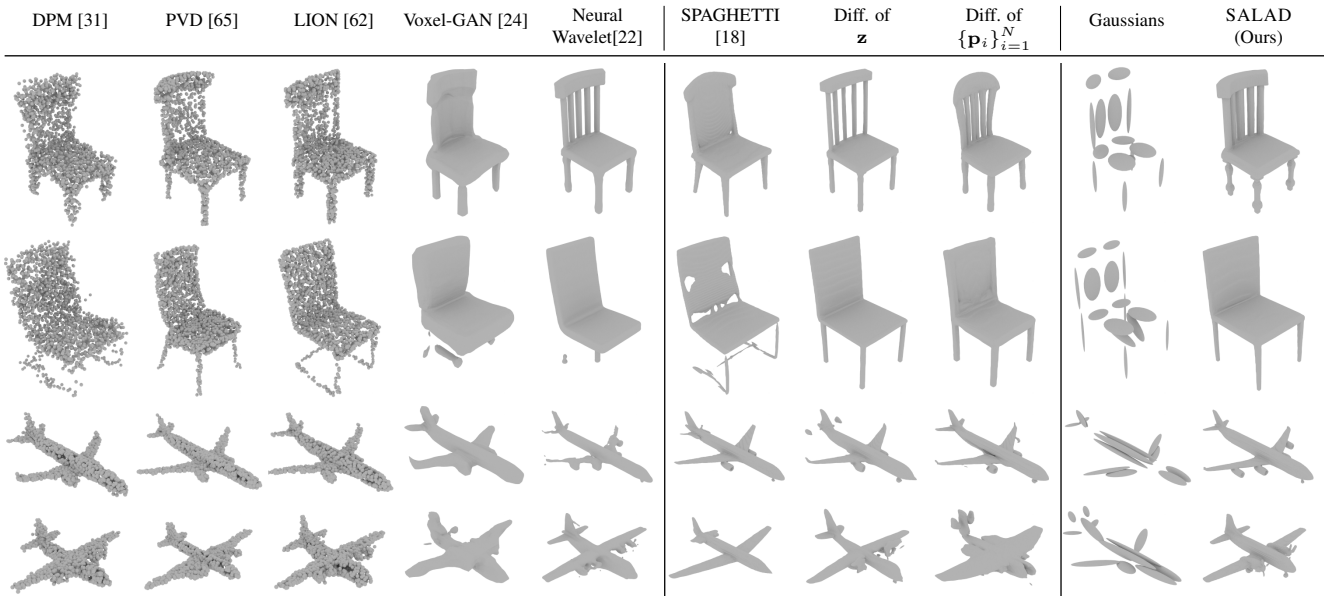 DPM [31] PVD [65] LION [62] Voxel-GAN [24] Neural Wavelet[22] SPAGHETTI [18] Diff. of z Diff. of {p_i}_{i=1}^N Gaussians SALAD (Ours)